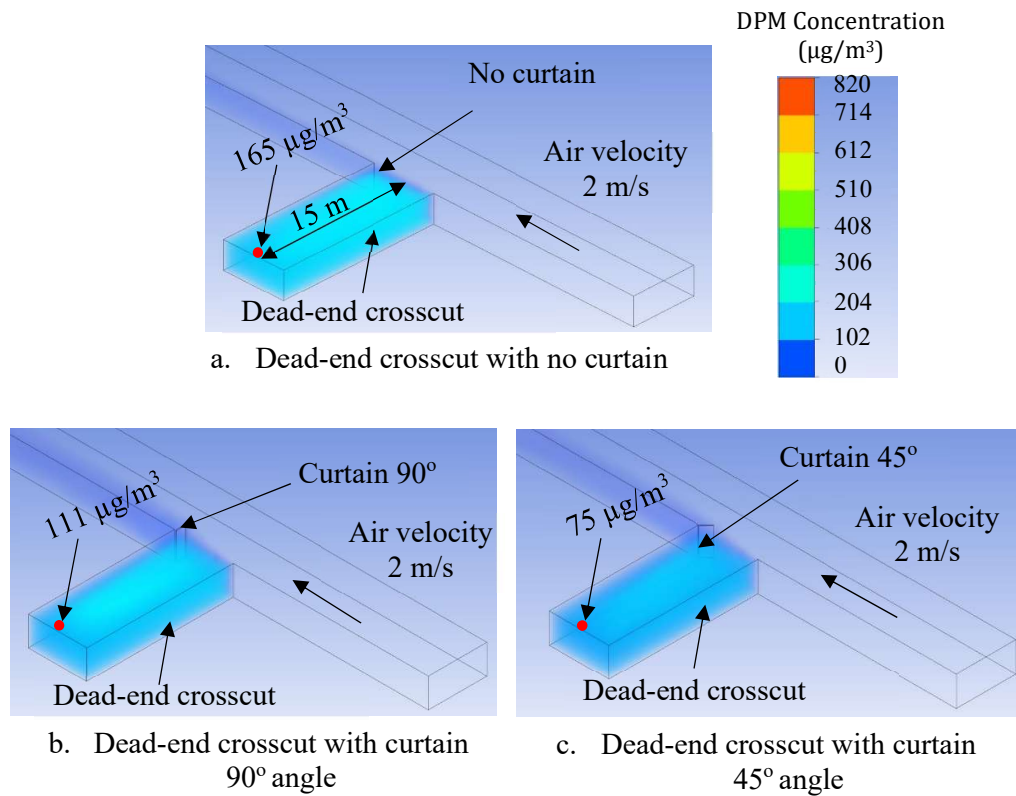 DPM Concentration
(µg/m³)
820
714
612
510
408
306
204
102
0
No curtain
165 µg/m³
Air velocity
2 m/s
15 m
Dead-end crosscut
a. Dead-end crosscut with no curtain
Curtain 90º
111 µg/m³
Air velocity
2 m/s
Dead-end crosscut
b. Dead-end crosscut with curtain
90º angle
Curtain 45º
75 µg/m³
Air velocity
2 m/s
Dead-end crosscut
c. Dead-end crosscut with curtain
45º angle